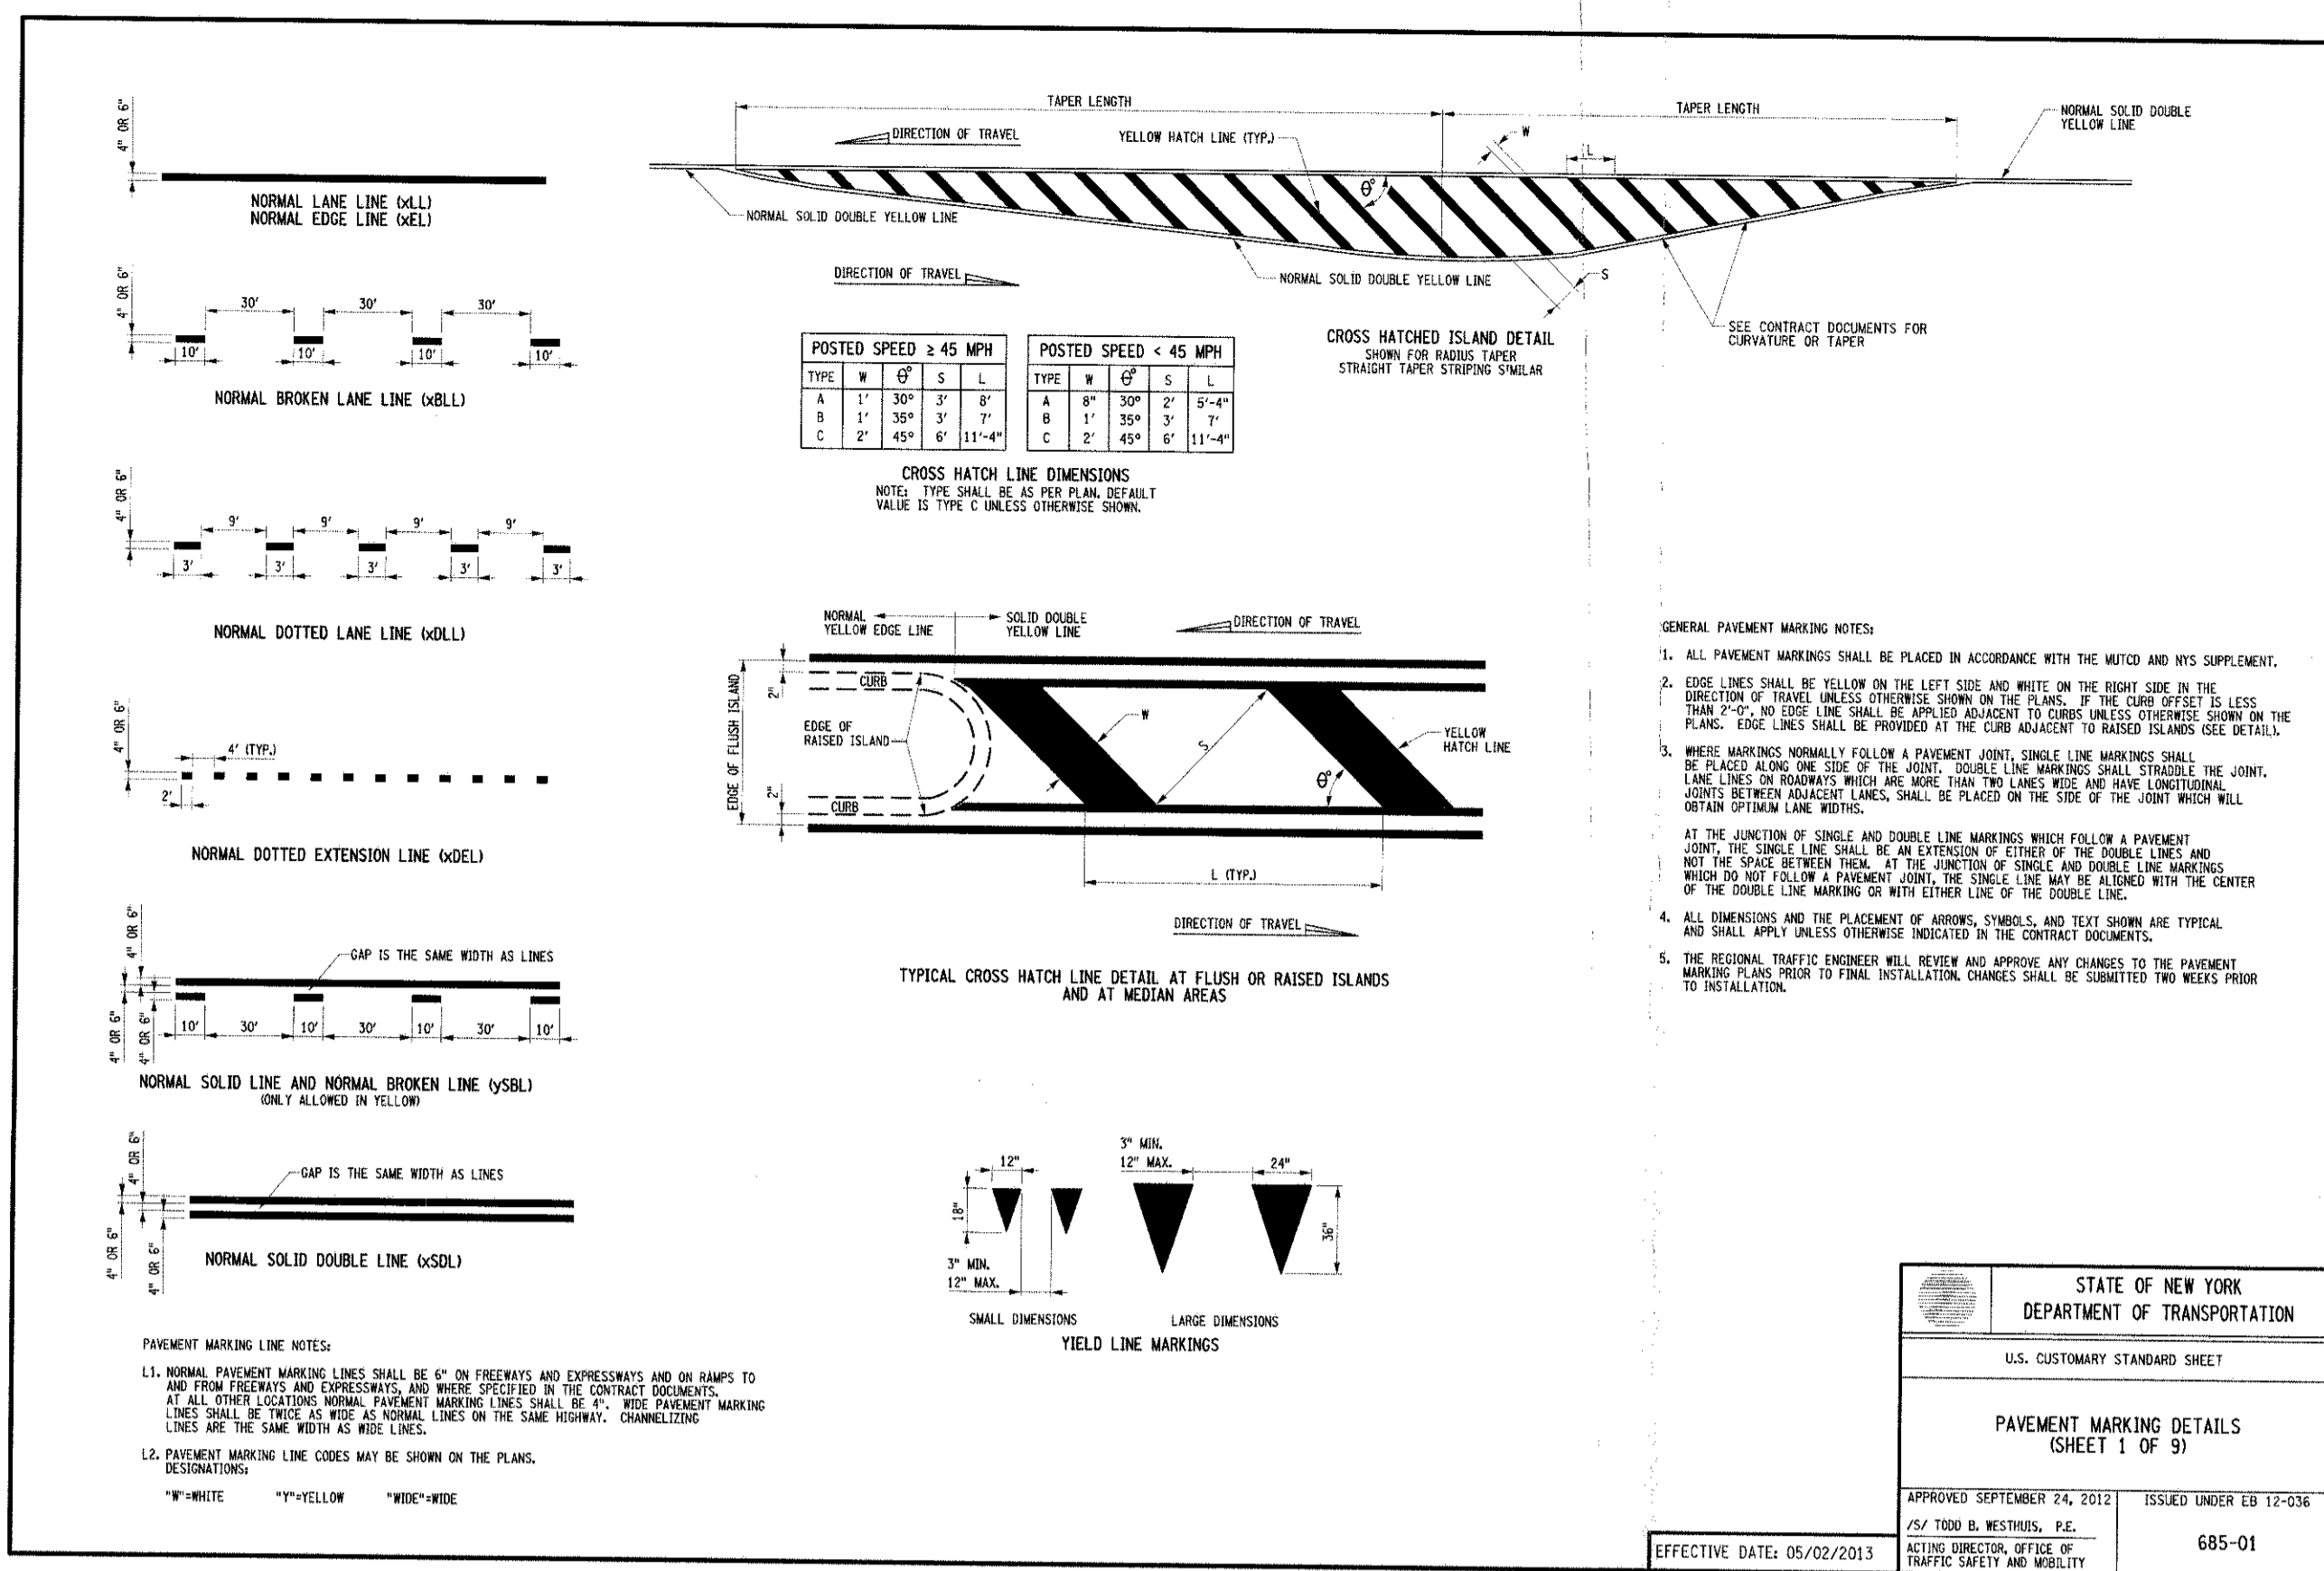 4" OR 6"
NORMAL LANE LINE (xLL)
NORMAL EDGE LINE (xEL)
4" OR 6"
30' 30' 30'
10' 10' 10' 10'
NORMAL BROKEN LANE LINE (xBLL)
4" OR 6"
9' 9' 9' 9'
3' 3' 3' 3' 3'
NORMAL DOTTED LANE LINE (xDLL)
4" OR 6"
4' (TYP.)
2'
NORMAL DOTTED EXTENSION LINE (xDEL)
4" OR 6"
GAP IS THE SAME WIDTH AS LINES
4" OR 6"
4" OR 6"
10' 30' 10' 30' 10' 30' 10'
NORMAL SOLID LINE AND NORMAL BROKEN LINE (ySBL)
(ONLY ALLOWED IN YELLOW)
4" OR 6"
GAP IS THE SAME WIDTH AS LINES
4" OR 6"
4" OR 6"
NORMAL SOLID DOUBLE LINE (xSDL)
PAVEMENT MARKING LINE NOTES:
L1. NORMAL PAVEMENT MARKING LINES SHALL BE 6" ON FREEWAYS AND EXPRESSWAYS AND ON RAMPS TO
AND FROM FREEWAYS AND EXPRESSWAYS, AND WHERE SPECIFIED IN THE CONTRACT DOCUMENTS.
AT ALL OTHER LOCATIONS NORMAL PAVEMENT MARKING LINES SHALL BE 4". WIDE PAVEMENT MARKING
LINES SHALL BE TWICE AS WIDE AS NORMAL LINES ON THE SAME HIGHWAY. CHANNELIZING
LINES ARE THE SAME WIDTH AS WIDE LINES.
L2. PAVEMENT MARKING LINE CODES MAY BE SHOWN ON THE PLANS.
DESIGNATIONS:
"W"=WHITE "Y"=YELLOW "WIDE"=WIDE
TAPER LENGTH TAPER LENGTH
NORMAL SOLID DOUBLE
YELLOW LINE
DIRECTION OF TRAVEL
YELLOW HATCH LINE (TYP.)
W
L
θ°
NORMAL SOLID DOUBLE YELLOW LINE
DIRECTION OF TRAVEL
NORMAL SOLID DOUBLE YELLOW LINE
S
SEE CONTRACT DOCUMENTS FOR
CURVATURE OR TAPER
CROSS HATCHED ISLAND DETAIL
SHOWN FOR RADIUS TAPER
STRAIGHT TAPER STRIPING SIMILAR
POSTED SPEED ≥ 45 MPH
TYPE W θ° S L
A 1' 30° 3' 8'
B 1' 35° 3' 7'
C 2' 45° 6' 11'-4"
POSTED SPEED < 45 MPH
TYPE W θ° S L
A 8" 30° 2' 5'-4"
B 1' 35° 3' 7'
C 2' 45° 6' 11'-4"
CROSS HATCH LINE DIMENSIONS
NOTE: TYPE SHALL BE AS PER PLAN. DEFAULT
VALUE IS TYPE C UNLESS OTHERWISE SHOWN.
NORMAL
YELLOW EDGE LINE
SOLID DOUBLE
YELLOW LINE
DIRECTION OF TRAVEL
EDGE OF FLUSH ISLAND
2"
CURB
EDGE OF
RAISED ISLAND
W
S
YELLOW
HATCH LINE
θ°
2"
CURB
L (TYP.)
DIRECTION OF TRAVEL
TYPICAL CROSS HATCH LINE DETAIL AT FLUSH OR RAISED ISLANDS
AND AT MEDIAN AREAS
12"
18"
3" MIN.
12" MAX.
SMALL DIMENSIONS
3" MIN.
12" MAX.
24"
36"
LARGE DIMENSIONS
YIELD LINE MARKINGS
GENERAL PAVEMENT MARKING NOTES:
1. ALL PAVEMENT MARKINGS SHALL BE PLACED IN ACCORDANCE WITH THE MUTCD AND NYS SUPPLEMENT.
2. EDGE LINES SHALL BE YELLOW ON THE LEFT SIDE AND WHITE ON THE RIGHT SIDE IN THE
DIRECTION OF TRAVEL UNLESS OTHERWISE SHOWN ON THE PLANS. IF THE CURB OFFSET IS LESS
THAN 2'-0", NO EDGE LINE SHALL BE APPLIED ADJACENT TO CURBS UNLESS OTHERWISE SHOWN ON THE
PLANS. EDGE LINES SHALL BE PROVIDED AT THE CURB ADJACENT TO RAISED ISLANDS (SEE DETAIL).
3. WHERE MARKINGS NORMALLY FOLLOW A PAVEMENT JOINT, SINGLE LINE MARKINGS SHALL
BE PLACED ALONG ONE SIDE OF THE JOINT. DOUBLE LINE MARKINGS SHALL STRADDLE THE JOINT.
LANE LINES ON ROADWAYS WHICH ARE MORE THAN TWO LANES WIDE AND HAVE LONGITUDINAL
JOINTS BETWEEN ADJACENT LANES, SHALL BE PLACED ON THE SIDE OF THE JOINT WHICH WILL
OBTAIN OPTIMUM LANE WIDTHS.
AT THE JUNCTION OF SINGLE AND DOUBLE LINE MARKINGS WHICH FOLLOW A PAVEMENT
JOINT, THE SINGLE LINE SHALL BE AN EXTENSION OF EITHER OF THE DOUBLE LINES AND
NOT THE SPACE BETWEEN THEM. AT THE JUNCTION OF SINGLE AND DOUBLE LINE MARKINGS
WHICH DO NOT FOLLOW A PAVEMENT JOINT, THE SINGLE LINE MAY BE ALIGNED WITH THE CENTER
OF THE DOUBLE LINE MARKING OR WITH EITHER LINE OF THE DOUBLE LINE.
4. ALL DIMENSIONS AND THE PLACEMENT OF ARROWS, SYMBOLS, AND TEXT SHOWN ARE TYPICAL
AND SHALL APPLY UNLESS OTHERWISE INDICATED IN THE CONTRACT DOCUMENTS.
5. THE REGIONAL TRAFFIC ENGINEER WILL REVIEW AND APPROVE ANY CHANGES TO THE PAVEMENT
MARKING PLANS PRIOR TO FINAL INSTALLATION. CHANGES SHALL BE SUBMITTED TWO WEEKS PRIOR
TO INSTALLATION.
STATE OF NEW YORK
DEPARTMENT OF TRANSPORTATION
U.S. CUSTOMARY STANDARD SHEET
PAVEMENT MARKING DETAILS
(SHEET 1 OF 9)
APPROVED SEPTEMBER 24, 2012
ISSUED UNDER EB 12-036
/S/ TODD B. WESTHUIS, P.E.
ACTING DIRECTOR, OFFICE OF
TRAFFIC SAFETY AND MOBILITY
685-01
EFFECTIVE DATE: 05/02/2013